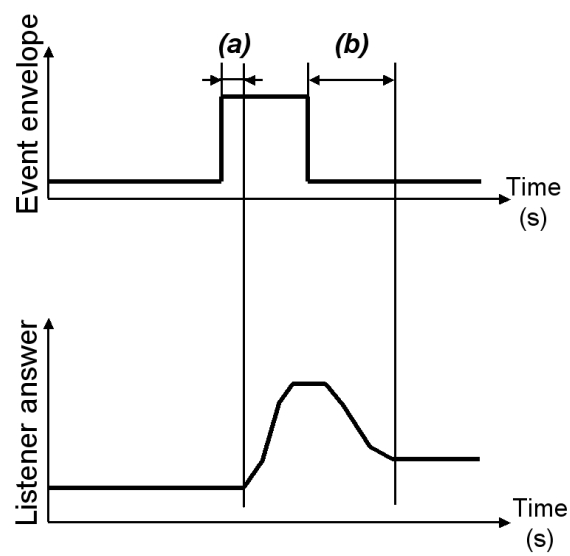 (a)
(b)
Event envelope
Time
(s)
Listener answer
Time
(s)